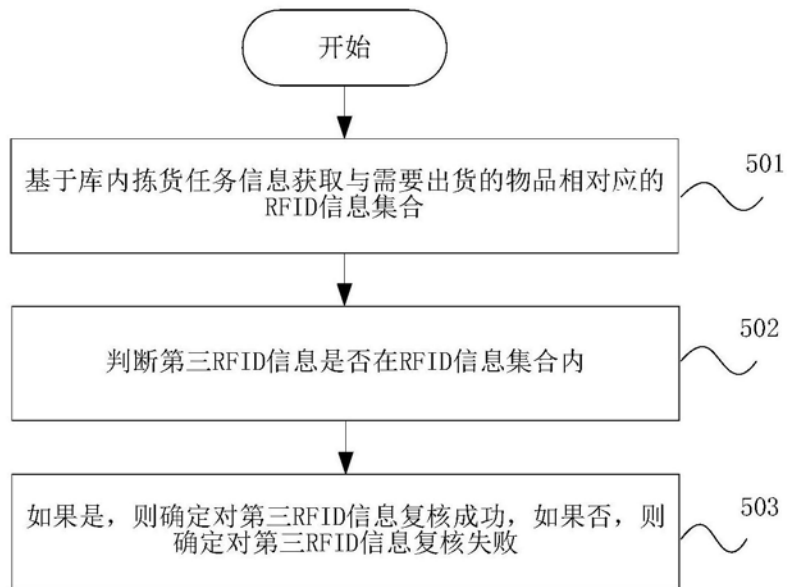 开始
基于库内拣货任务信息获取与需要出货的物品相对应的
RFID信息集合
501
判断第三RFID信息是否在RFID信息集合内
502
如果是，则确定对第三RFID信息复核成功，如果否，则
确定对第三RFID信息复核失败
503